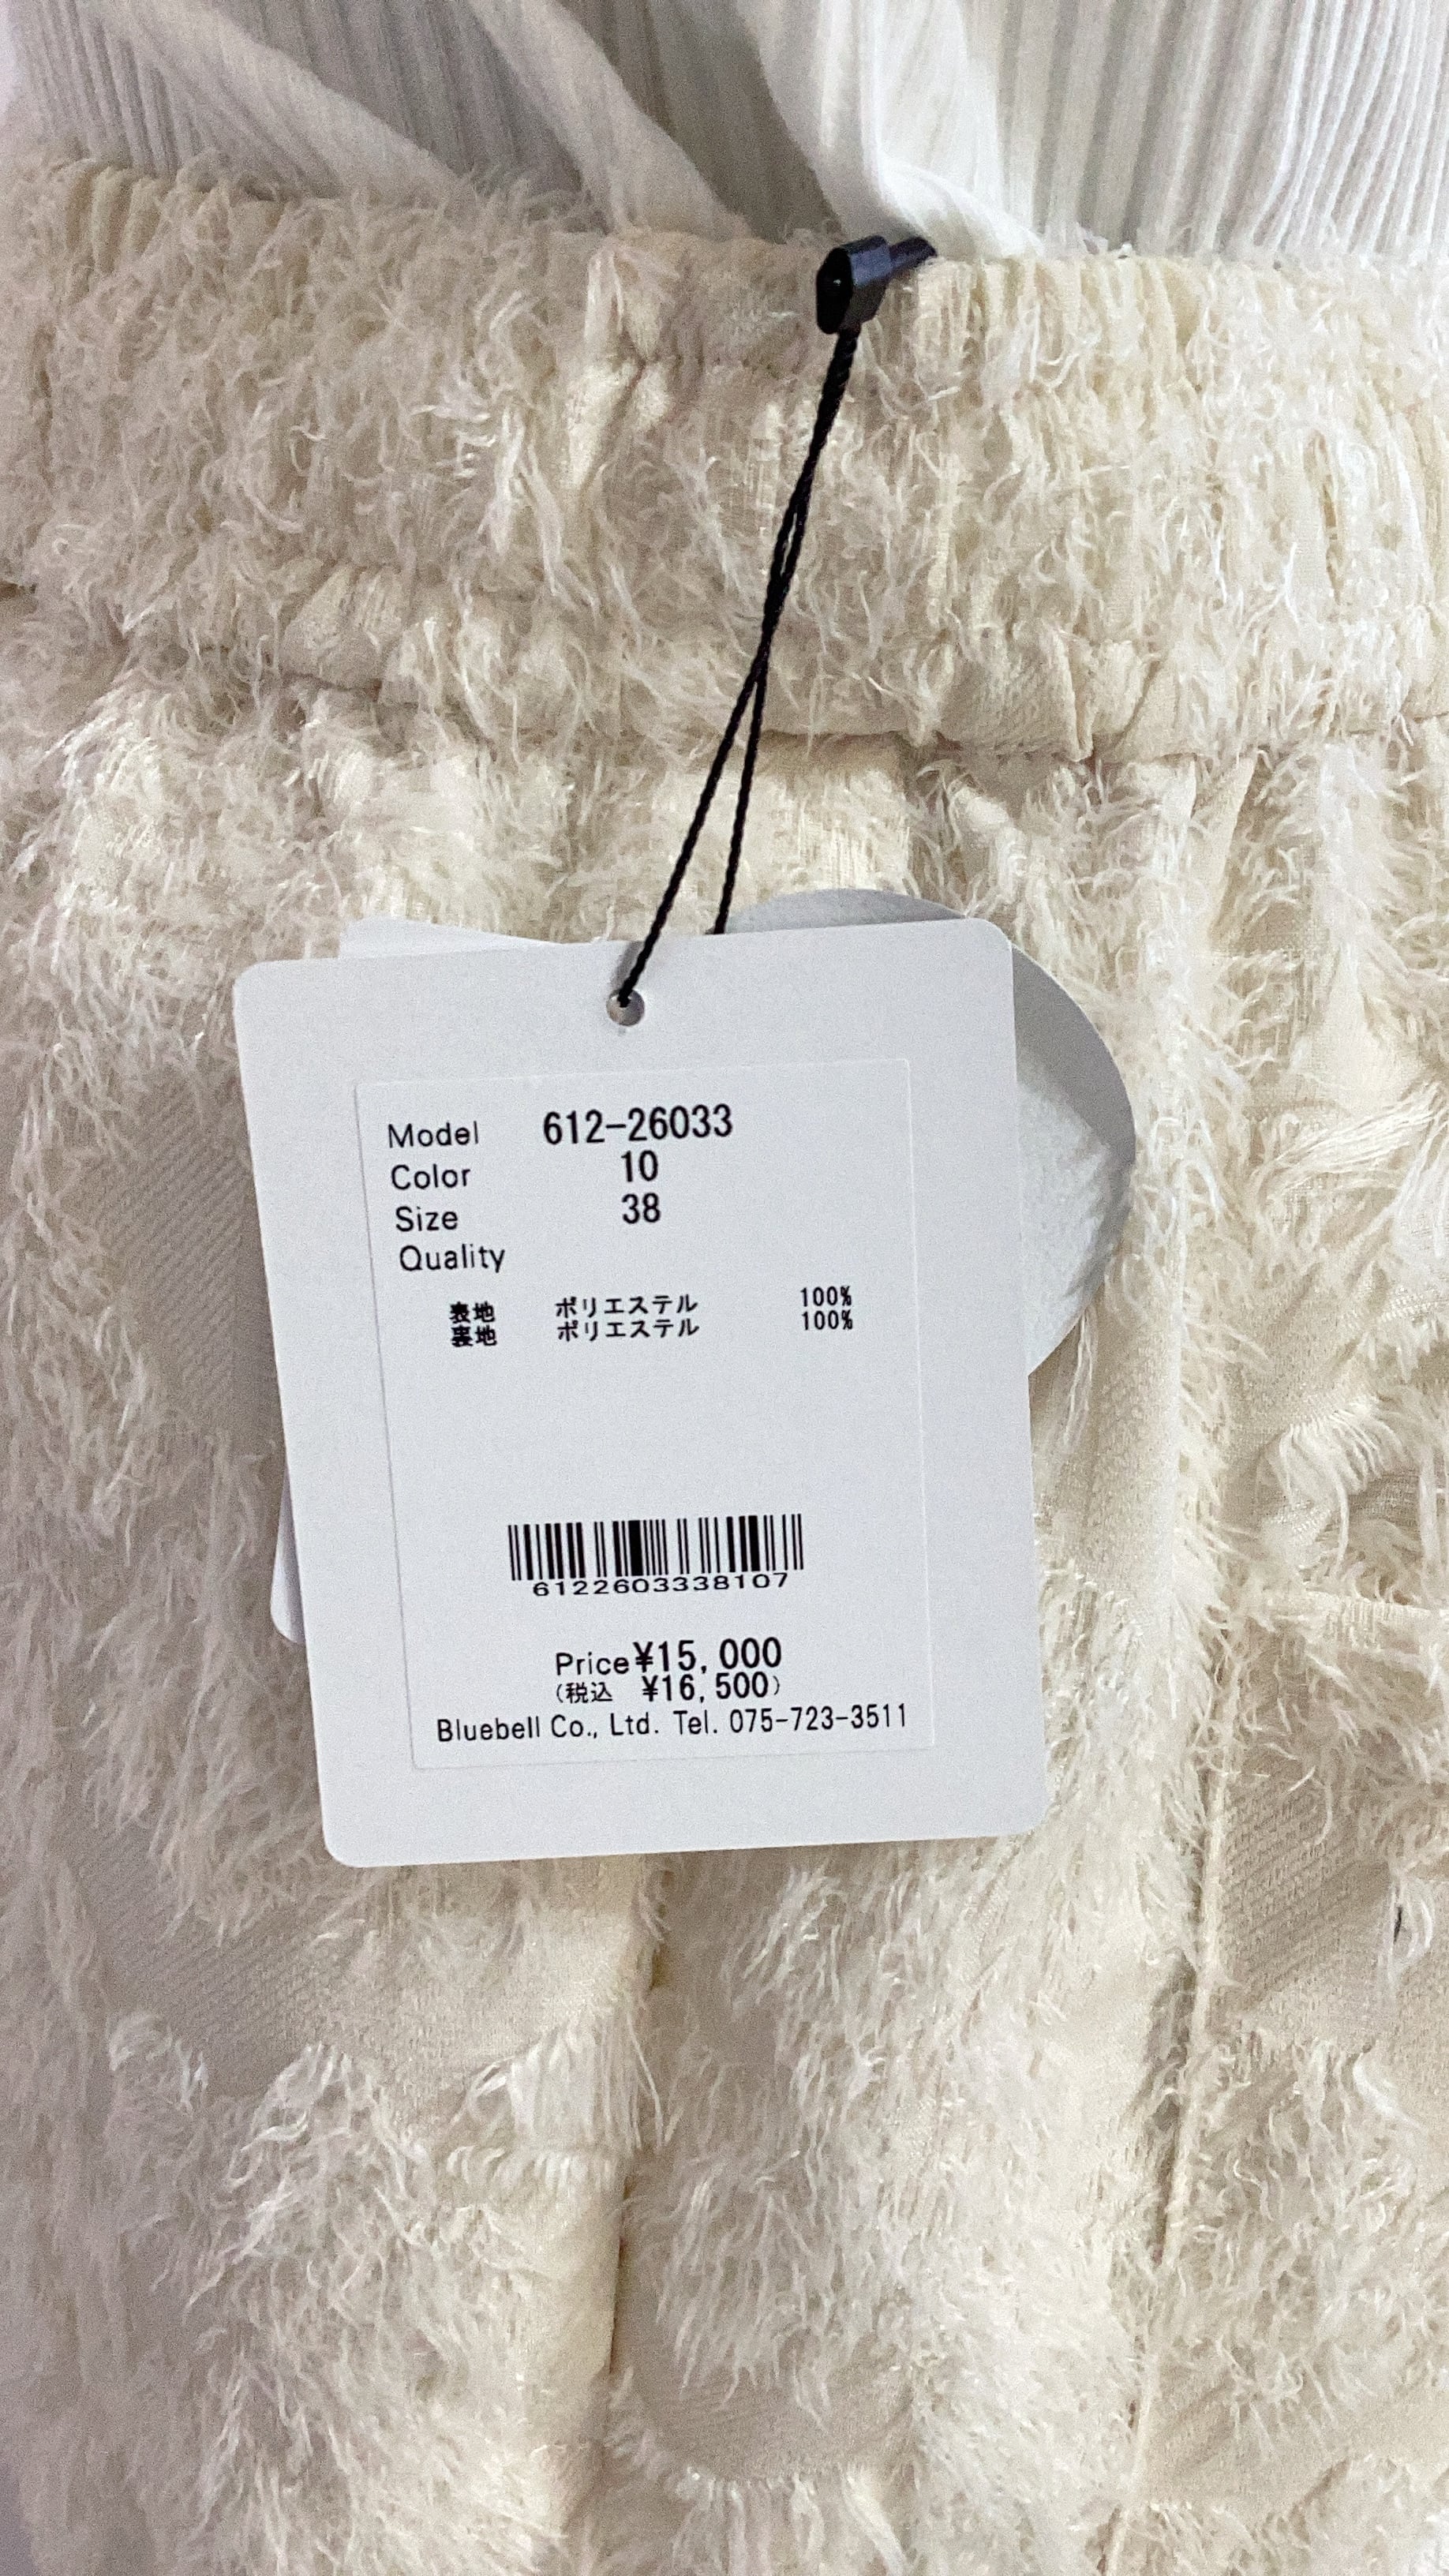 Model 612-26033
Color 10
Size 38
Quality
表地 ポリエステル 100%
裏地 ポリエステル 100%
6122603338107
Price¥15,000
(税込 ¥16,500)
Bluebell Co., Ltd. Tel. 075-723-3511